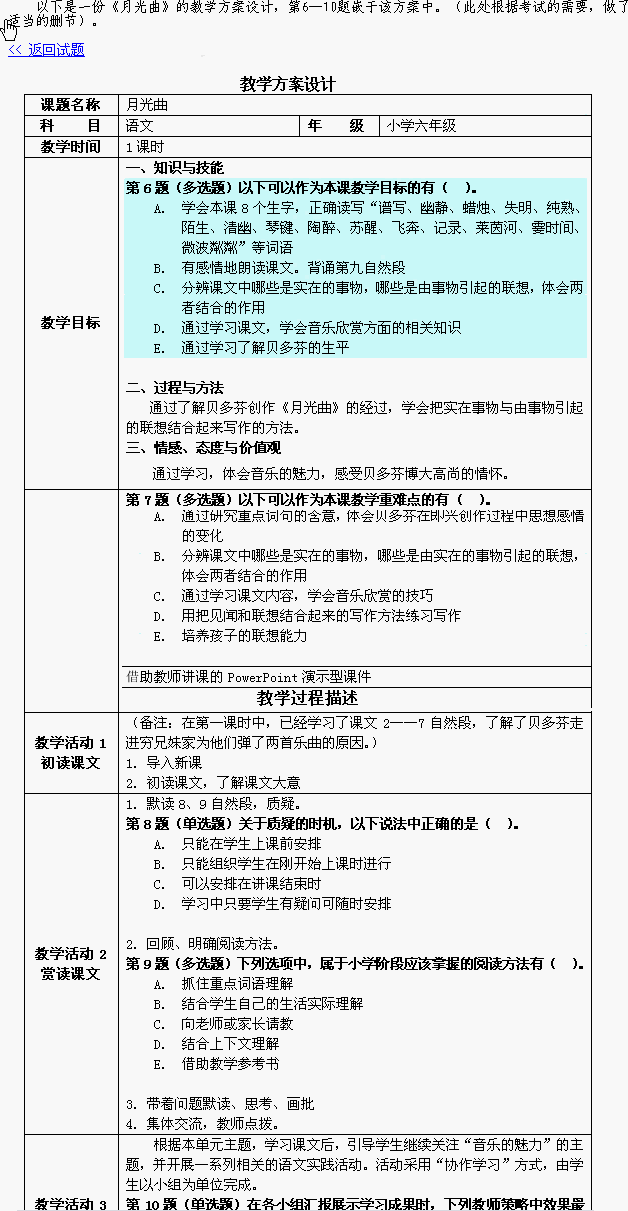 以下是一份《月光曲》的教学方案设计，第6—10题嵌于该方案中。（此处根据考试的需要，做了
适当的删节）。
<< 返回试题
教学方案设计
课题名称 月光曲
科 目 语文 年 级 小学六年级
教学时间 1课时
教学目标
一、知识与技能
第6题（多选题）以下可以作为本课教学目标的有（ ）。
A. 学会本课8个生字，正确读写“谱写、幽静、蜡烛、失明、纯熟、
陌生、清幽、琴键、陶醉、苏醒、飞奔、记录、莱茵河、霎时间、
微波粼粼”等词语
B. 有感情地朗读课文。背诵第九自然段
C. 分辨课文中哪些是实在的事物，哪些是由事物引起的联想，体会两
者结合的作用
D. 通过学习课文，学会音乐欣赏方面的相关知识
E. 通过学习了解贝多芬的生平
二、过程与方法
通过了解贝多芬创作《月光曲》的经过，学会把实在事物与由事物引起
的联想结合起来写作的方法。
三、情感、态度与价值观
通过学习，体会音乐的魅力，感受贝多芬博大高尚的情怀。
第7题（多选题）以下可以作为本课教学重难点的有（ ）。
A. 通过研究重点词句的含意，体会贝多芬在即兴创作过程中思想感情
的变化
B. 分辨课文中哪些是实在的事物，哪些是由实在的事物引起的联想，
体会两者结合的作用
C. 通过学习课文内容，学会音乐欣赏的技巧
D. 用把见闻和联想结合起来的写作方法练习写作
E. 培养孩子的联想能力
借助教师讲课的PowerPoint演示型课件
教学过程描述
教学活动1
初读课文
（备注：在第一课时中，已经学习了课文2——7自然段，了解了贝多芬走
进穷兄妹家为他们弹了两首乐曲的原因。）
1. 导入新课
2. 初读课文，了解课文大意
教学活动2
赏读课文
1. 默读8、9自然段，质疑。
第8题（单选题）关于质疑的时机，以下说法中正确的是（ ）。
A. 只能在学生上课前安排
B. 只能组织学生在刚开始上课时进行
C. 可以安排在讲课结束时
D. 学习中只要学生有疑问可随时安排
2. 回顾、明确阅读方法。
第9题（多选题）下列选项中，属于小学阶段应该掌握的阅读方法有（ ）。
A. 抓住重点词语理解
B. 结合学生自己的生活实际理解
C. 向老师或家长请教
D. 结合上下文理解
E. 借助教学参考书
3. 带着问题默读、思考、画批
4. 集体交流，教师点拨。
教学活动3
根据本单元主题，学习课文后，引导学生继续关注“音乐的魅力”的主
题，并开展一系列相关的语文实践活动。活动采用“协作学习”方式，由学
生以小组为单位完成。
第10题（单选题）在各小组汇报展示学习成果时，下列教师策略中效果最